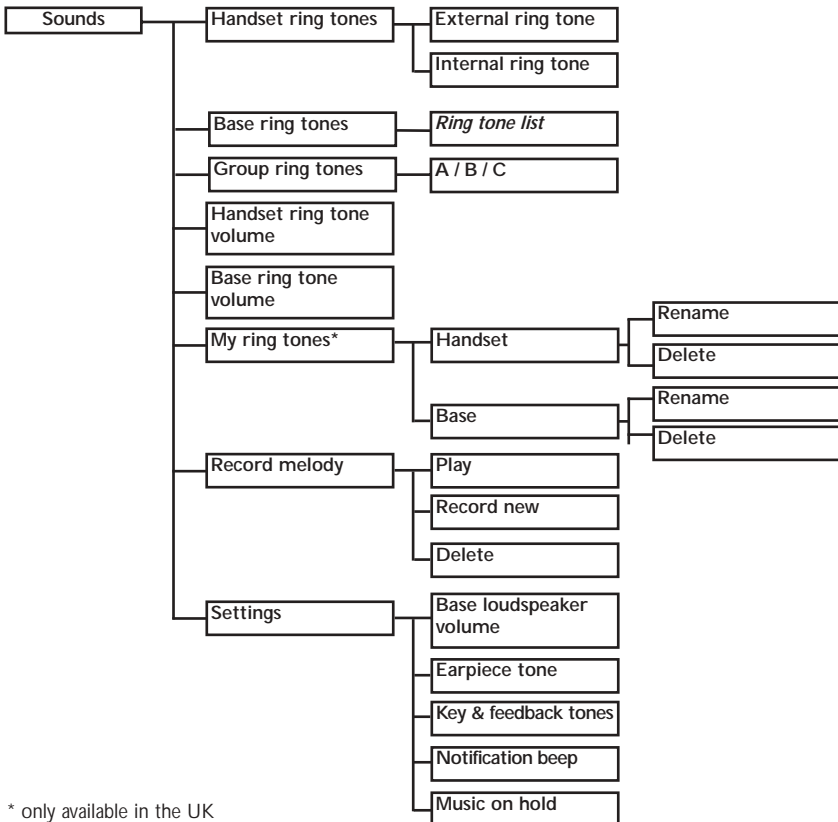 Sounds
Handset ring tones
External ring tone
Internal ring tone
Base ring tones
Ring tone list
Group ring tones
A / B / C
Handset ring tone
volume
Base ring tone
volume
My ring tones*
Handset
Rename
Delete
Base
Rename
Delete
Record melody
Play
Record new
Delete
Settings
Base loudspeaker
volume
Earpiece tone
Key & feedback tones
Notification beep
Music on hold
* only available in the UK